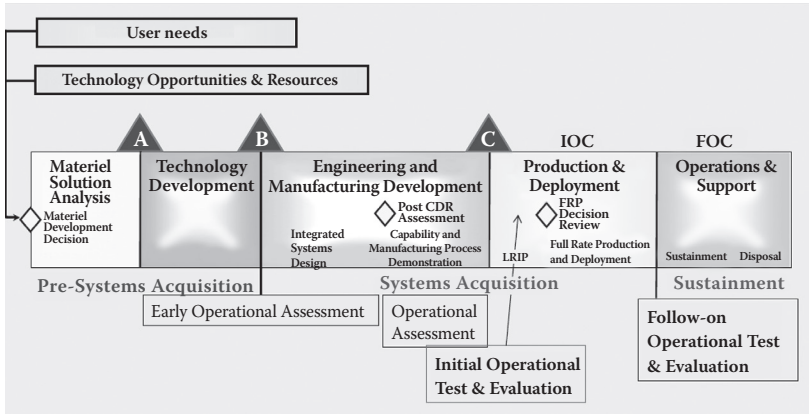 User needs
Technology Opportunities & Resources
A
B
C
IOC
FOC
Materiel
Solution
Analysis
Materiel
Development
Decision
Technology
Development
Engineering and
Manufacturing Development
Post CDR
Assessment
Integrated
Systems
Design
Capability and
Manufacturing Process
Demonstration
Production &
Deployment
FRP
Decision
Review
LRIP
Full Rate Production
and Deployment
Operations &
Support
Sustainment
Disposal
Pre-Systems Acquisition
Systems Acquisition
Sustainment
Early Operational Assessment
Operational
Assessment
Initial Operational
Test & Evaluation
Follow-on
Operational Test
& Evaluation